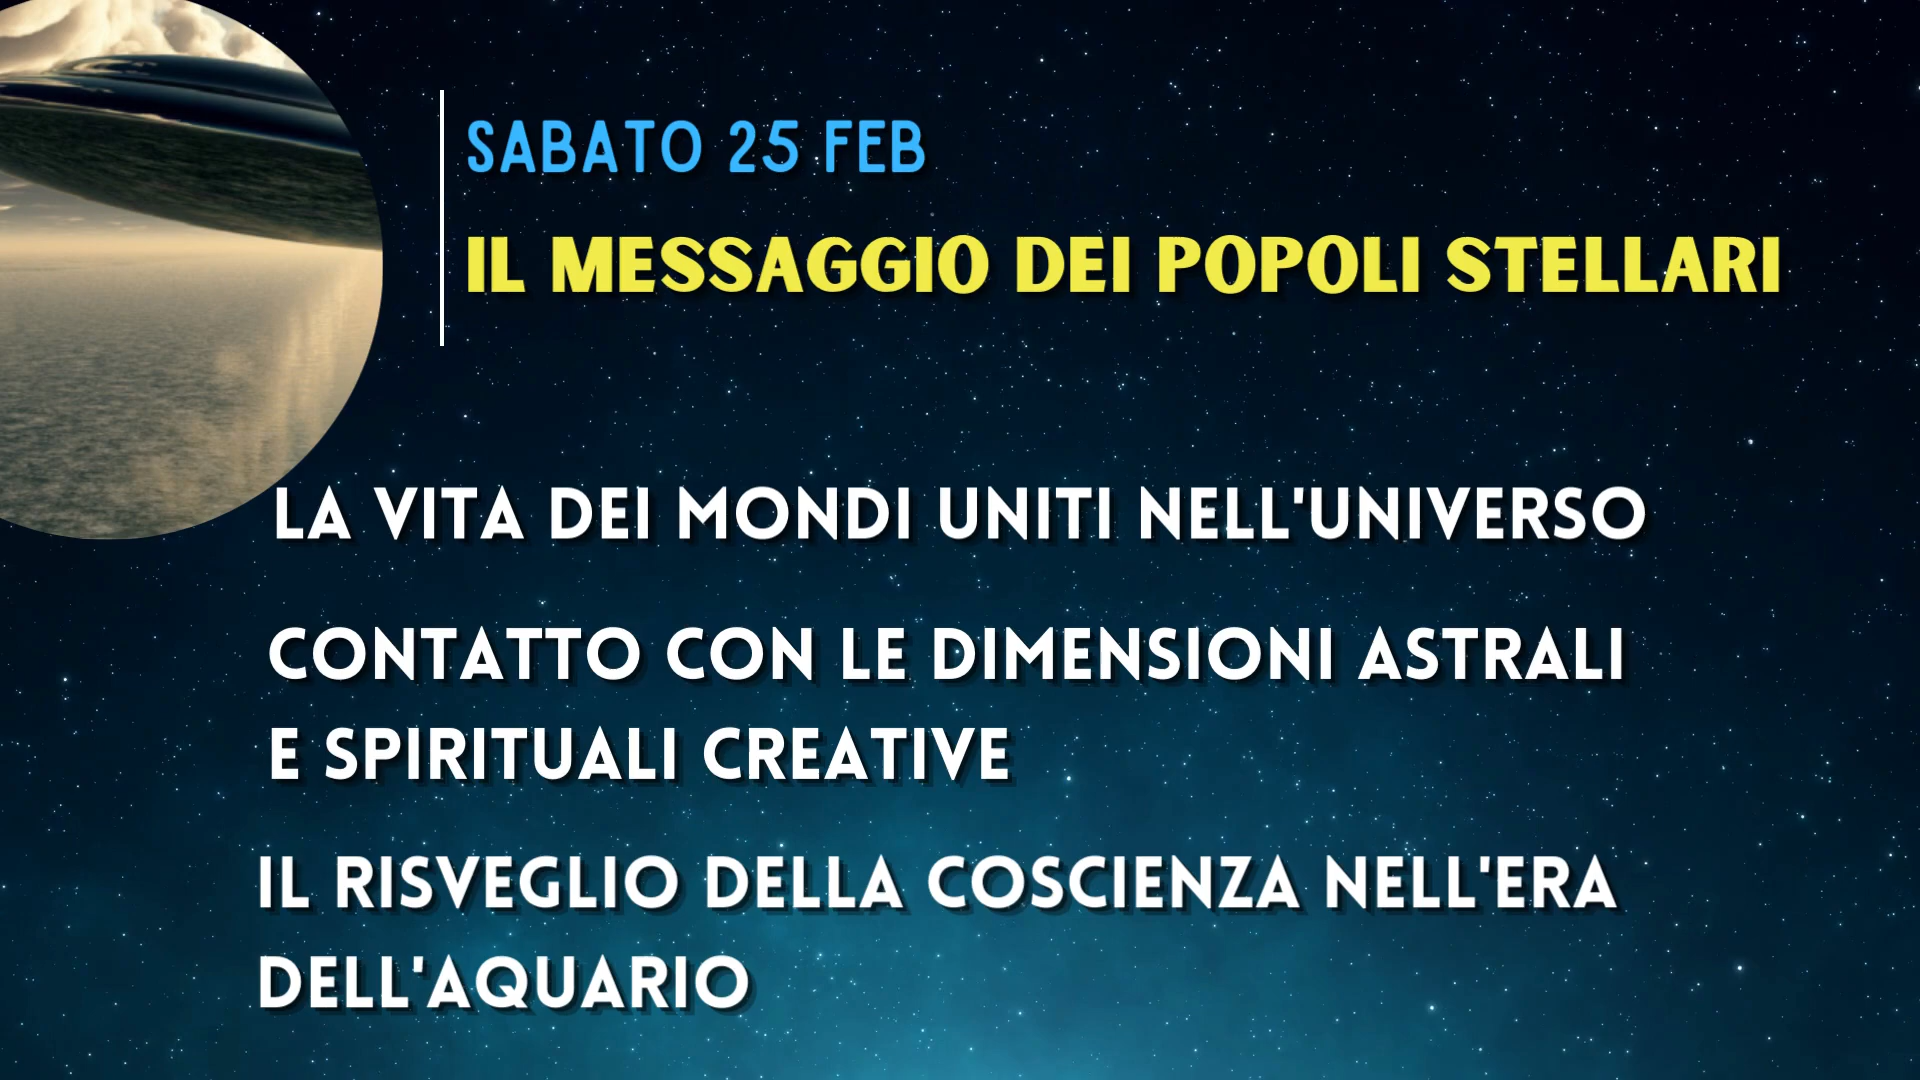 SABATO 25 FEB
IL MESSAGGIO DEI POPOLI STELLARI
LA VITA DEI MONDI UNITI NELL'UNIVERSO
CONTATTO CON LE DIMENSIONI ASTRALI
E SPIRITUALI CREATIVE
IL RISVEGLIO DELLA COSCIENZA NELL'ERA
DELL'AQUARIO